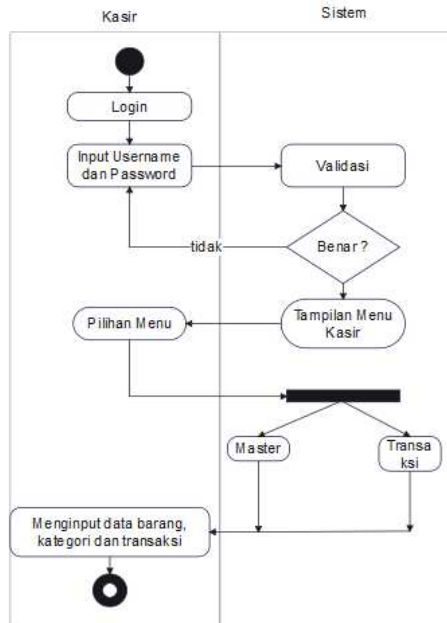 Kasir
Sistem
Login
Input Username
dan Password
Validasi
tidak
Benar ?
Tampilan Menu
Kasir
Pilihan Menu
Master
Transa
ksi
Menginput data barang,
kategori dan transaksi